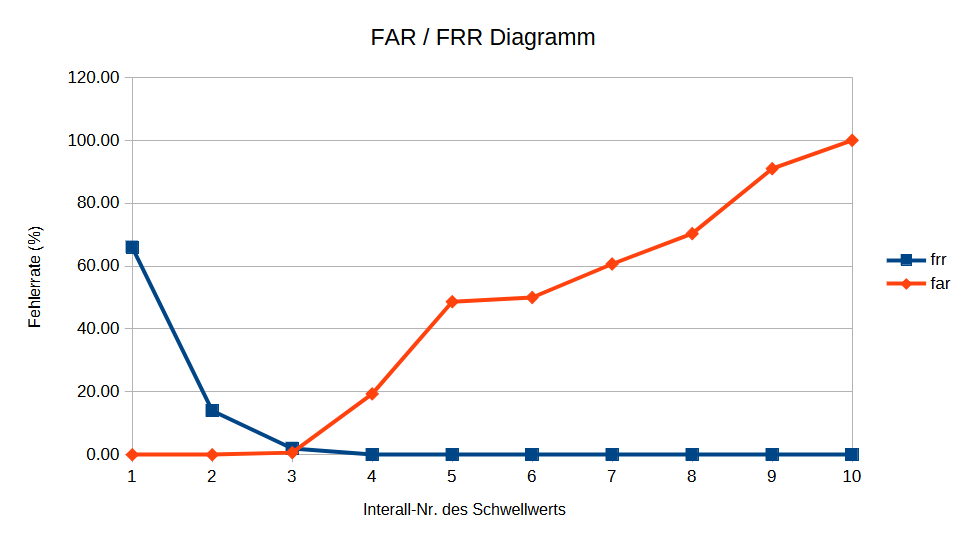 FAR / FRR Diagramm
120.00
100.00
80.00
60.00
40.00
20.00
0.00
Fehlerrate (%)
1 2 3 4 5 6 7 8 9 10
Interall-Nr. des Schwellwerts
frr
far